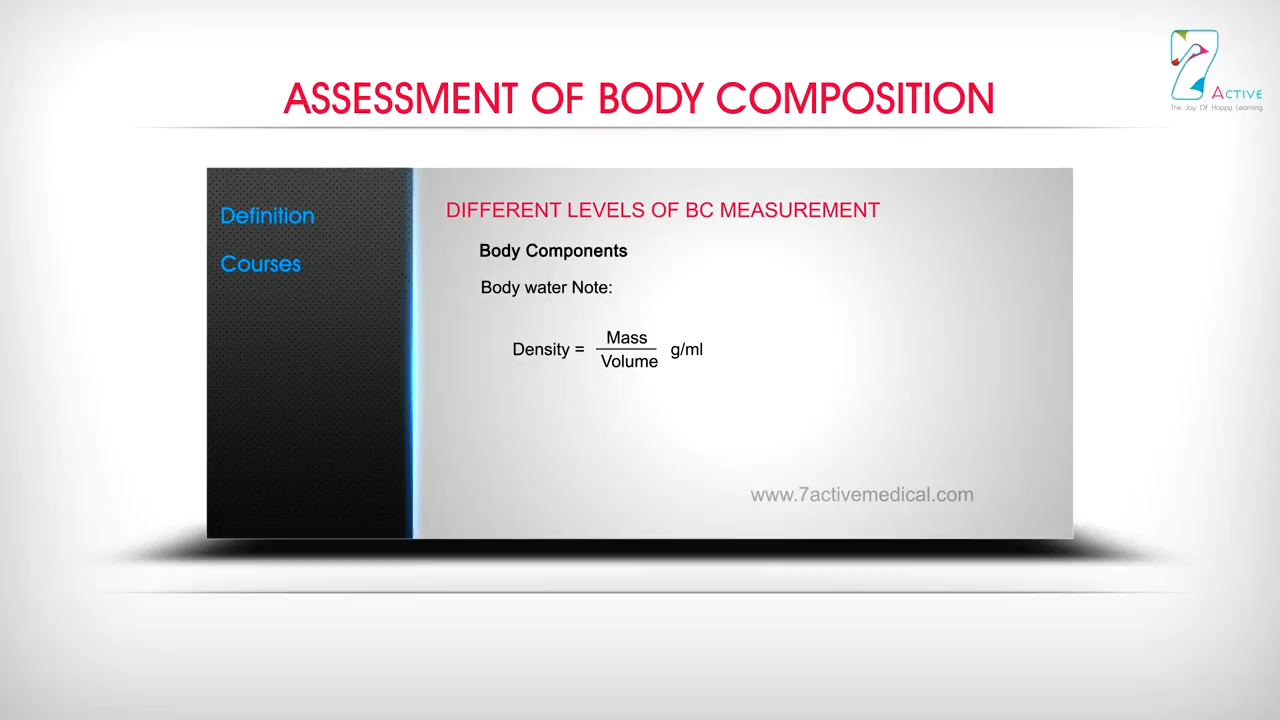 ASSESSMENT OF BODY COMPOSITION
7 ACTIVE
The Joy Of Happy Learning
Definition
Courses
DIFFERENT LEVELS OF BC MEASUREMENT
Body Components
Body water Note:
Density = Mass / Volume g/ml
www.7activemedical.com